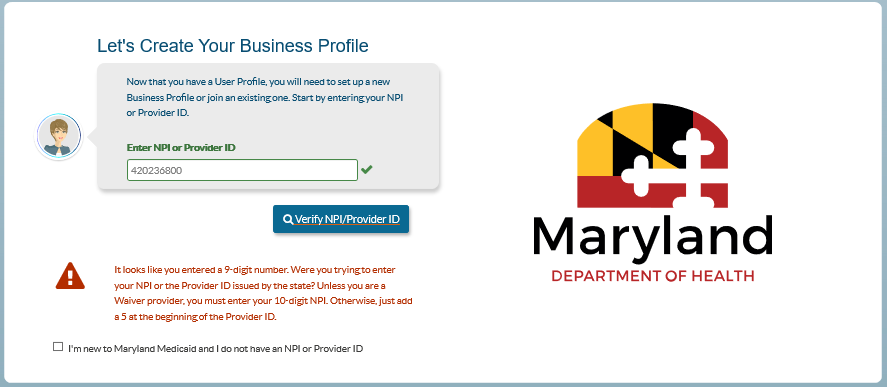 Let's Create Your Business Profile
Now that you have a User Profile, you will need to set up a new
Business Profile or join an existing one. Start by entering your NPI
or Provider ID.
Enter NPI or Provider ID
420236800
Verify NPI/Provider ID
It looks like you entered a 9-digit number. Were you trying to enter
your NPI or the Provider ID issued by the state? Unless you are a
Waiver provider, you must enter your 10-digit NPI. Otherwise, just add
a 5 at the beginning of the Provider ID.
I'm new to Maryland Medicaid and I do not have an NPI or Provider ID
Maryland
DEPARTMENT OF HEALTH